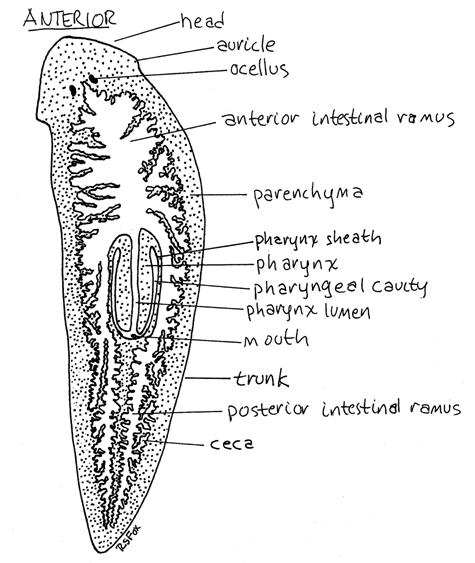 ANTERIOR
head
auricle
ocellus
anterior intestinal ramus
parenchyma
pharynx sheath
pharynx
pharyngeal cavity
pharynx lumen
mouth
trunk
posterior intestinal ramus
ceca
RSFox